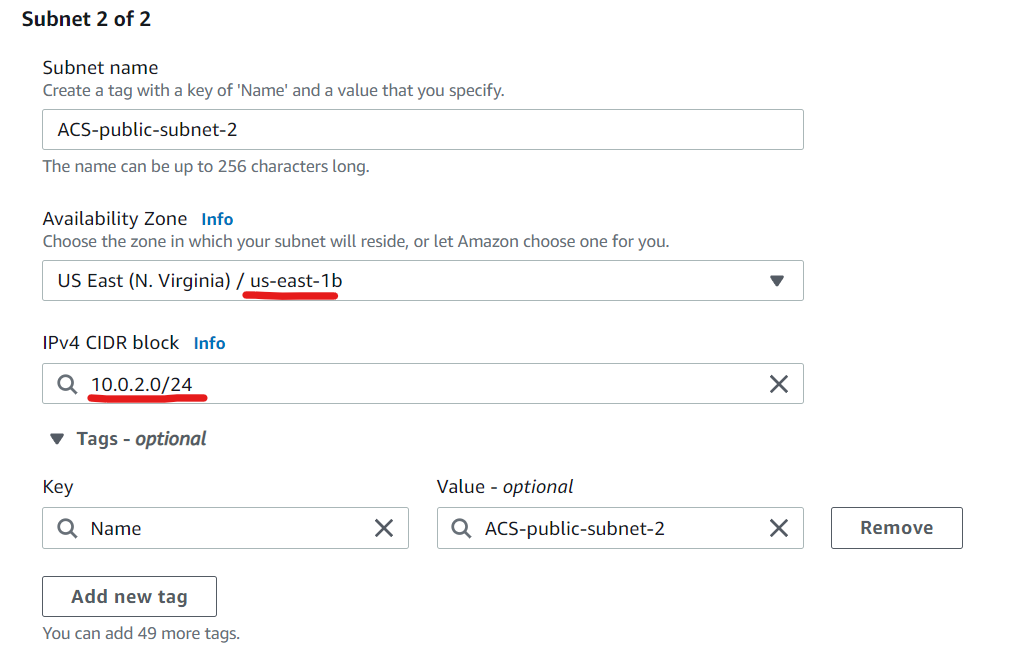 Subnet 2 of 2
Subnet name
Create a tag with a key of 'Name' and a value that you specify.
ACS-public-subnet-2
The name can be up to 256 characters long.
Availability Zone Info
Choose the zone in which your subnet will reside, or let Amazon choose one for you.
US East (N. Virginia) / us-east-1b
IPv4 CIDR block Info
10.0.2.0/24
Tags - optional
Key Value - optional
Name ACS-public-subnet-2 Remove
Add new tag
You can add 49 more tags.